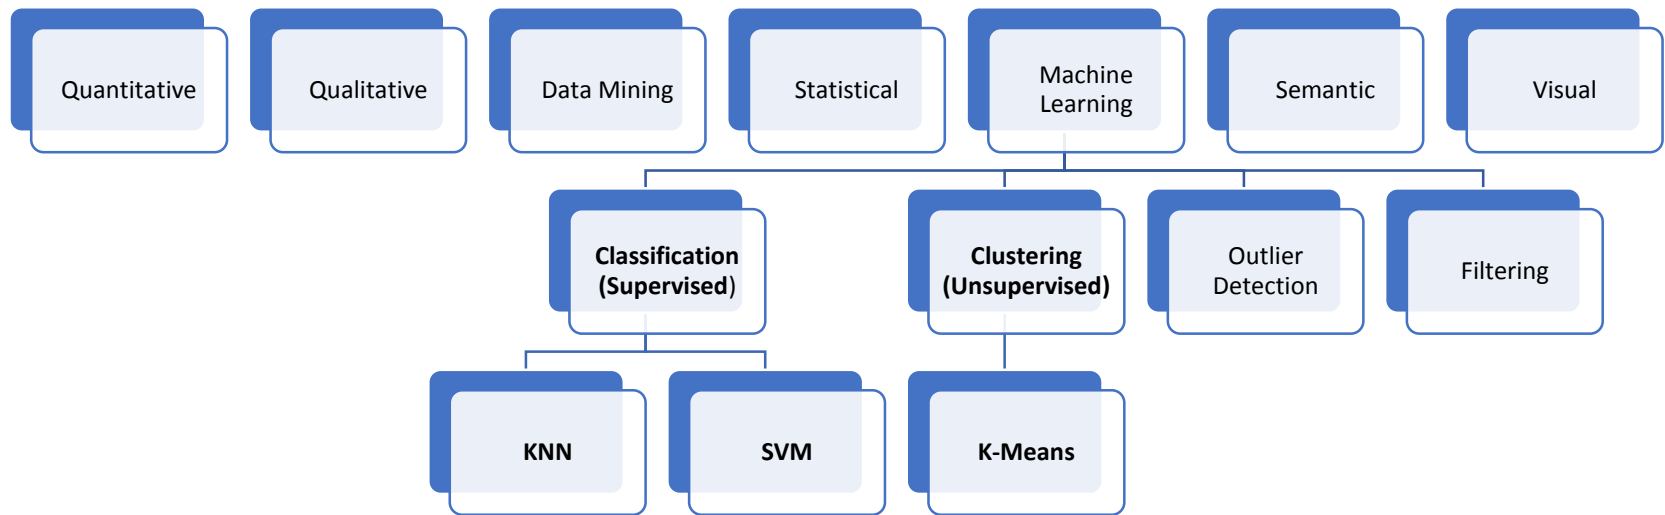 Quantitative
Qualitative
Data Mining
Statistical
Machine
Learning
Semantic
Visual
Classification
(Supervised)
Clustering
(Unsupervised)
Outlier
Detection
Filtering
KNN
SVM
K-Means